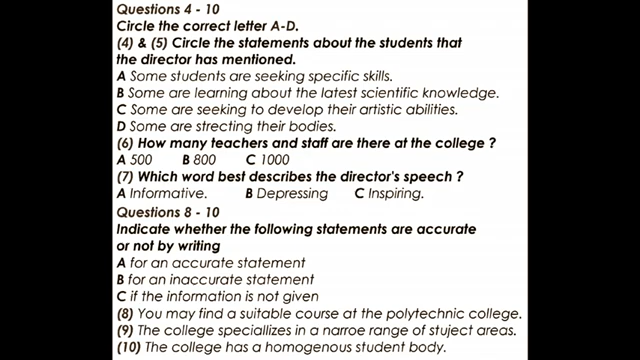 Questions 4 - 10
Circle the correct letter A-D.
(4) & (5) Circle the statements about the students that
the director has mentioned.
A Some students are seeking specific skills.
B Some are learning about the latest scientific knowledge.
C Some are seeking to develop their artistic abilities.
D Some are strecting their bodies.
(6) How many teachers and staff are there at the college ?
A 500 B 800 C 1000
(7) Which word best describes the director's speech ?
A Informative. B Depressing C Inspiring.
Questions 8 - 10
Indicate whether the following statements are accurate
or not by writing
A for an accurate statement
B for an inaccurate statement
C if the information is not given
(8) You may find a suitable course at the polytechnic college.
(9) The college speciallizes in a narroe range of stuject areas.
(10) The college has a homogenous student body.